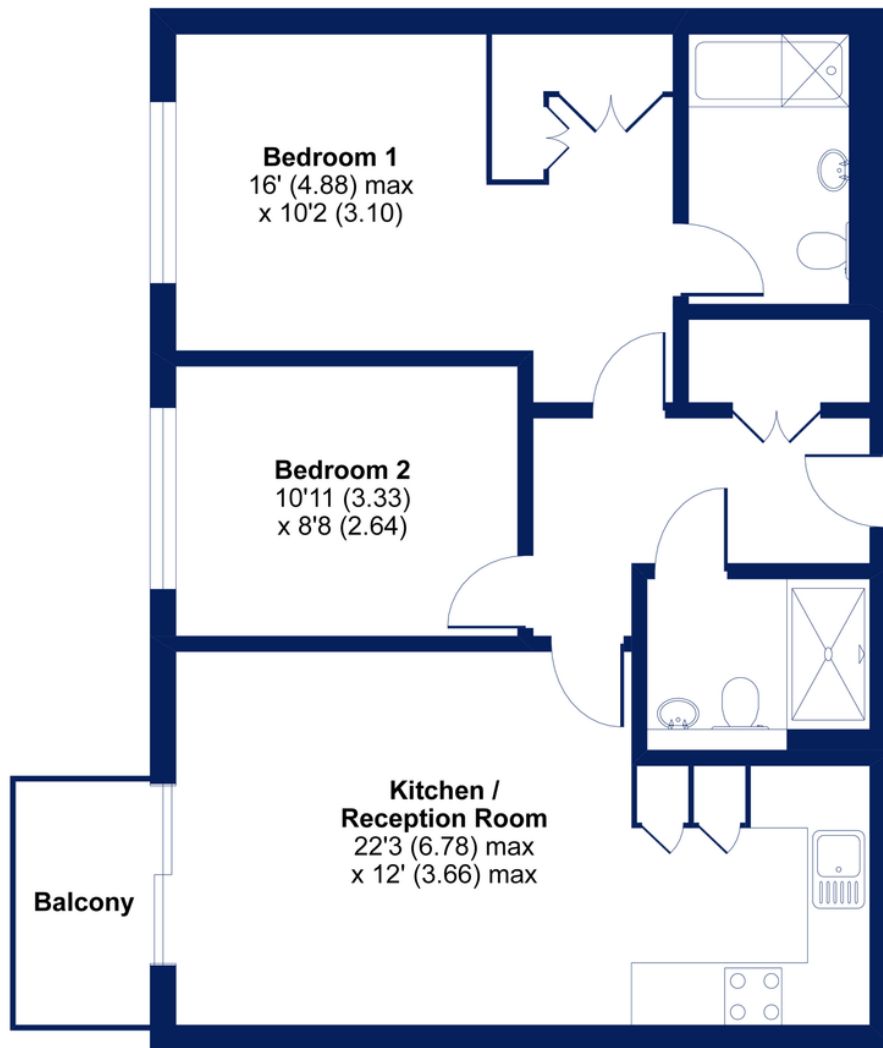 Bedroom 1
16' (4.88) max
x 10'2 (3.10)
Bedroom 2
10'11 (3.33)
x 8'8 (2.64)
Kitchen /
Reception Room
22'3 (6.78) max
x 12' (3.66) max
Balcony